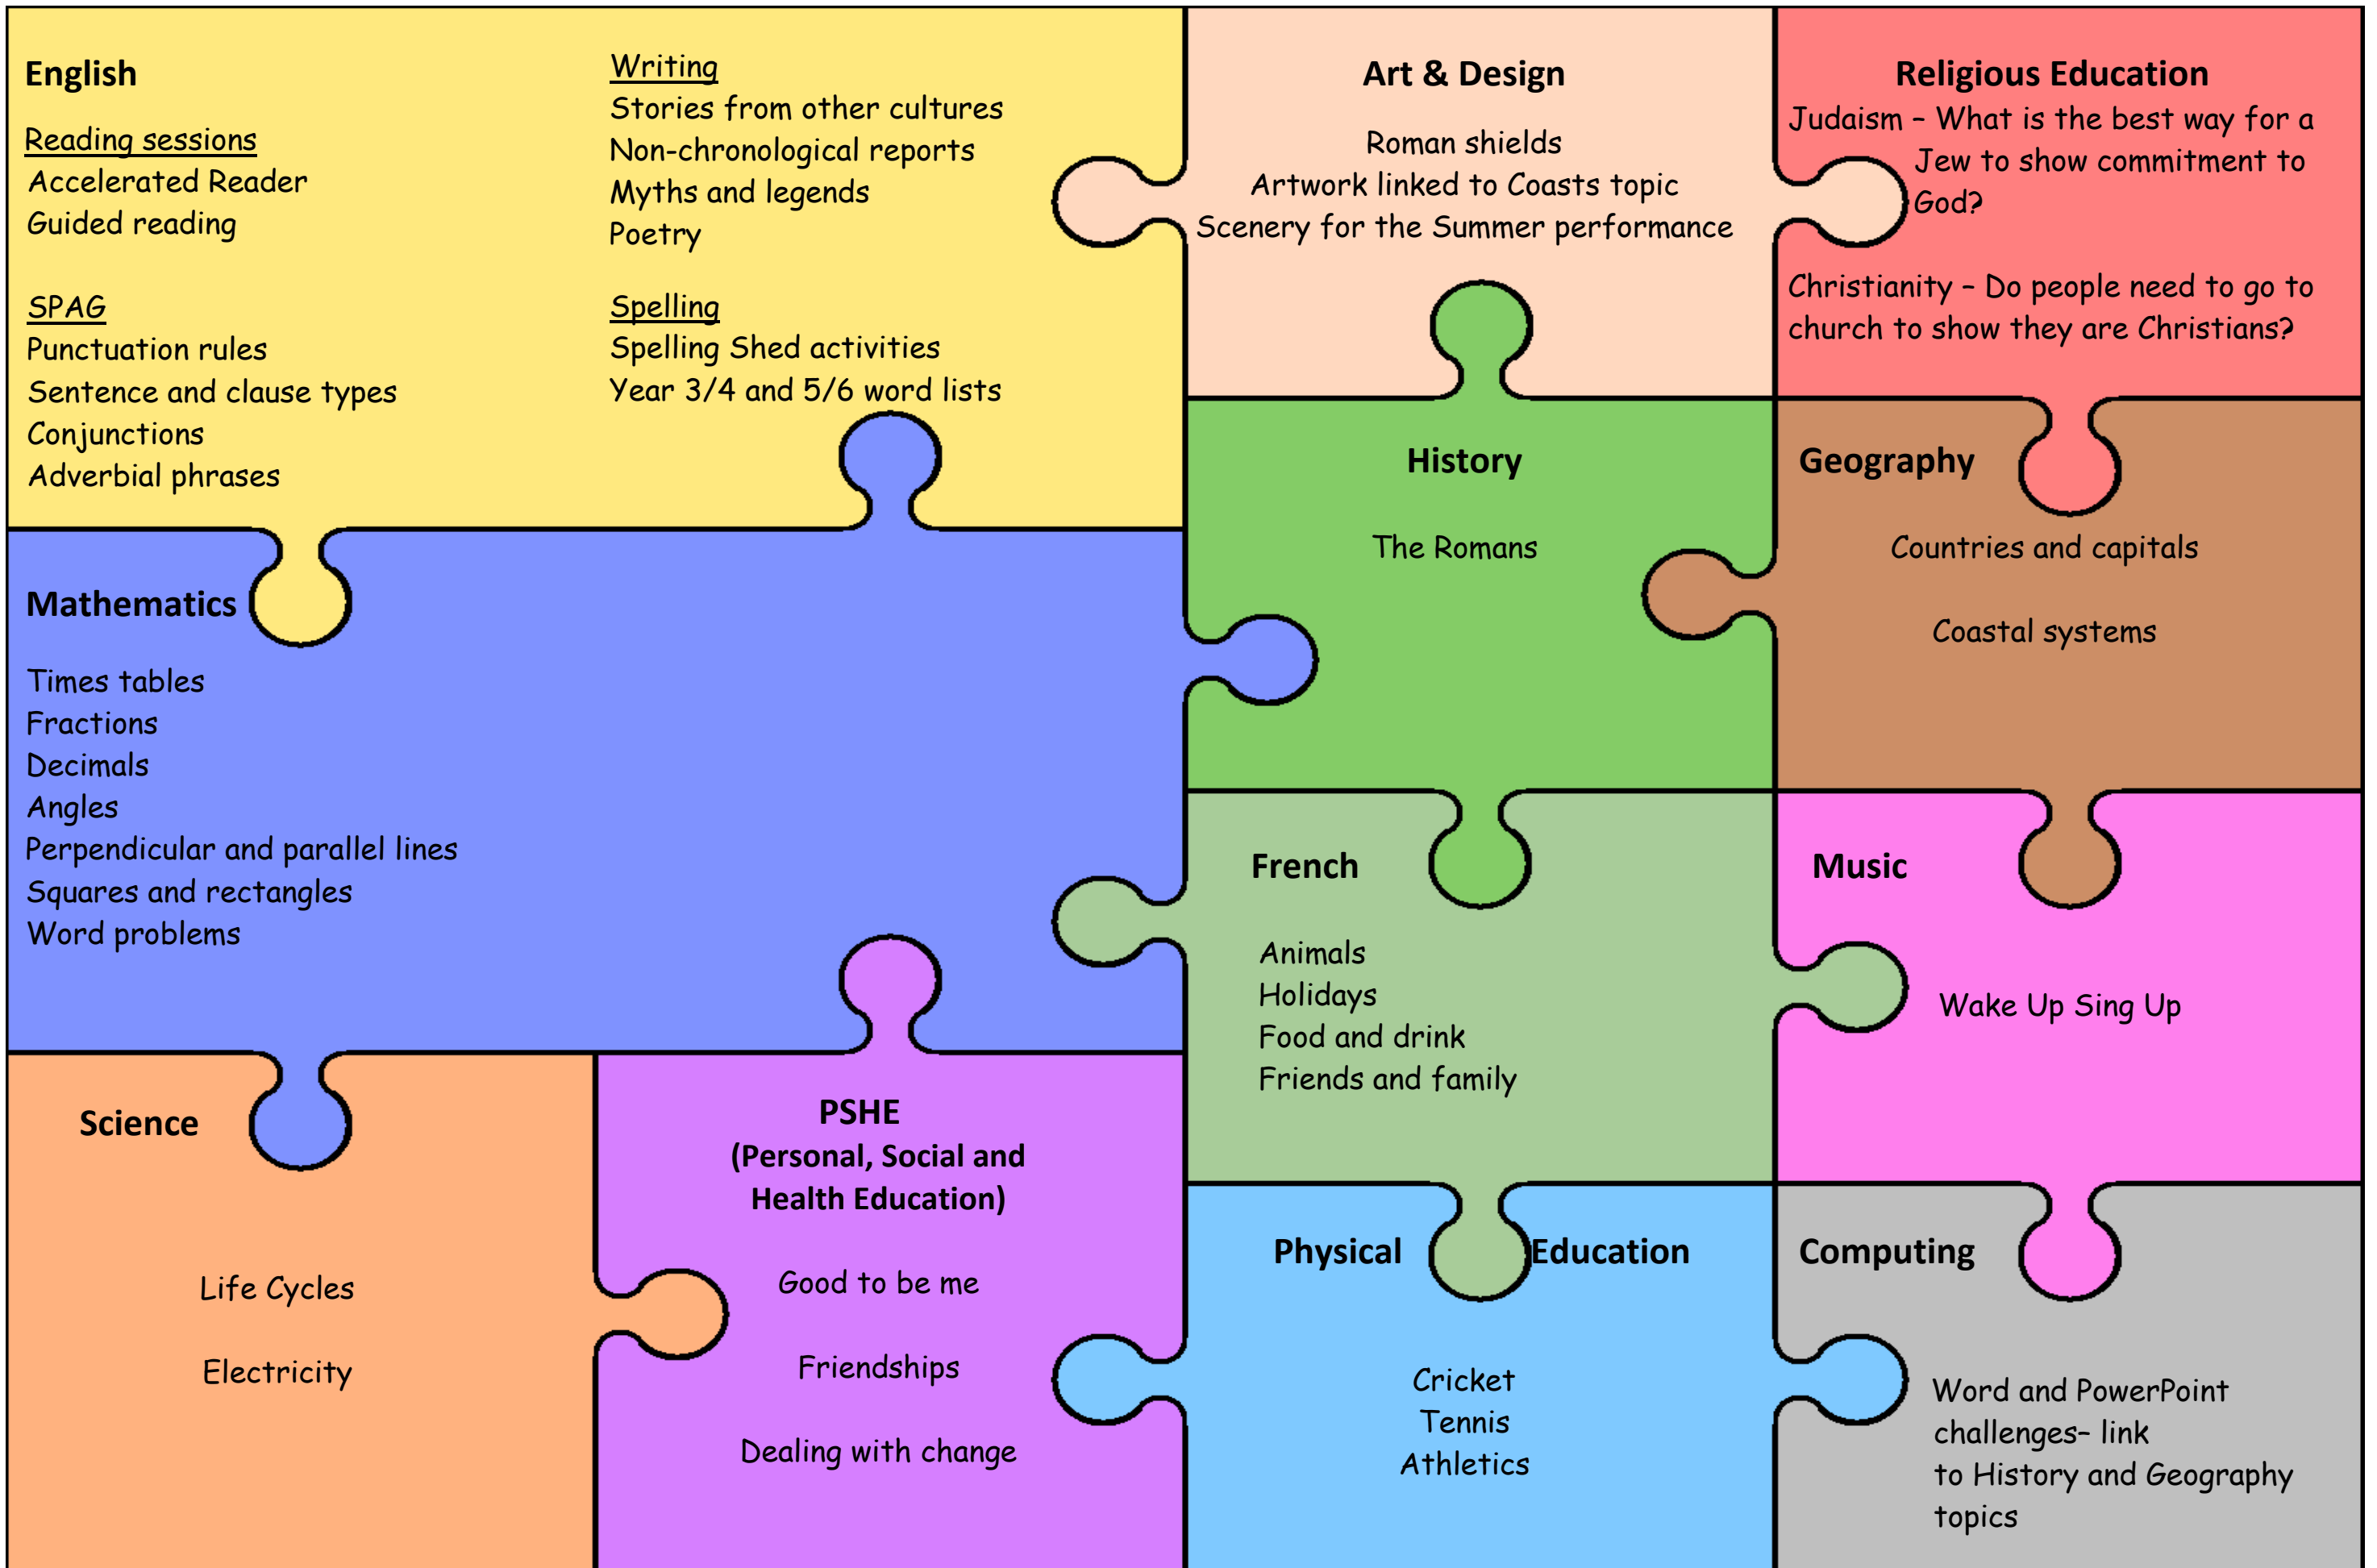 English
Reading sessions
Accelerated Reader
Guided reading
SPAG
Punctuation rules
Sentence and clause types
Conjunctions
Adverbial phrases
Writing
Stories from other cultures
Non-chronological reports
Myths and legends
Poetry
Spelling
Spelling Shed activities
Year 3/4 and 5/6 word lists
Art & Design
Roman shields
Artwork linked to Coasts topic
Scenery for the Summer performance
Religious Education
Judaism – What is the best way for a
Jew to show commitment to
God?
Christianity – Do people need to go to
church to show they are Christians?
Mathematics
Times tables
Fractions
Decimals
Angles
Perpendicular and parallel lines
Squares and rectangles
Word problems
History
The Romans
Geography
Countries and capitals
Coastal systems
French
Animals
Holidays
Food and drink
Friends and family
Music
Wake Up Sing Up
Science
Life Cycles
Electricity
PSHE
(Personal, Social and
Health Education)
Good to be me
Friendships
Dealing with change
Physical Education
Cricket
Tennis
Athletics
Computing
Word and PowerPoint
challenges– link
to History and Geography
topics